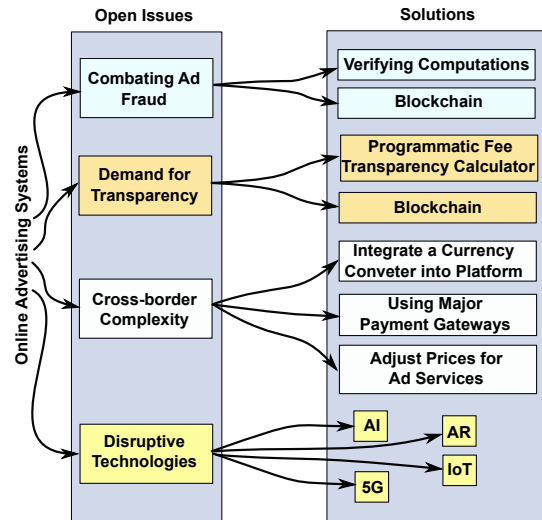 Open Issues
Solutions
Online Advertising Systems
Combating Ad
Fraud
Verifying Computations
Blockchain
Demand for
Transparency
Programmatic Fee
Transparency Calculator
Blockchain
Cross-border
Complexity
Integrate a Currency
Conveter into Platform
Using Major
Payment Gateways
Adjust Prices for
Ad Services
Disruptive
Technologies
AI
AR
IoT
5G